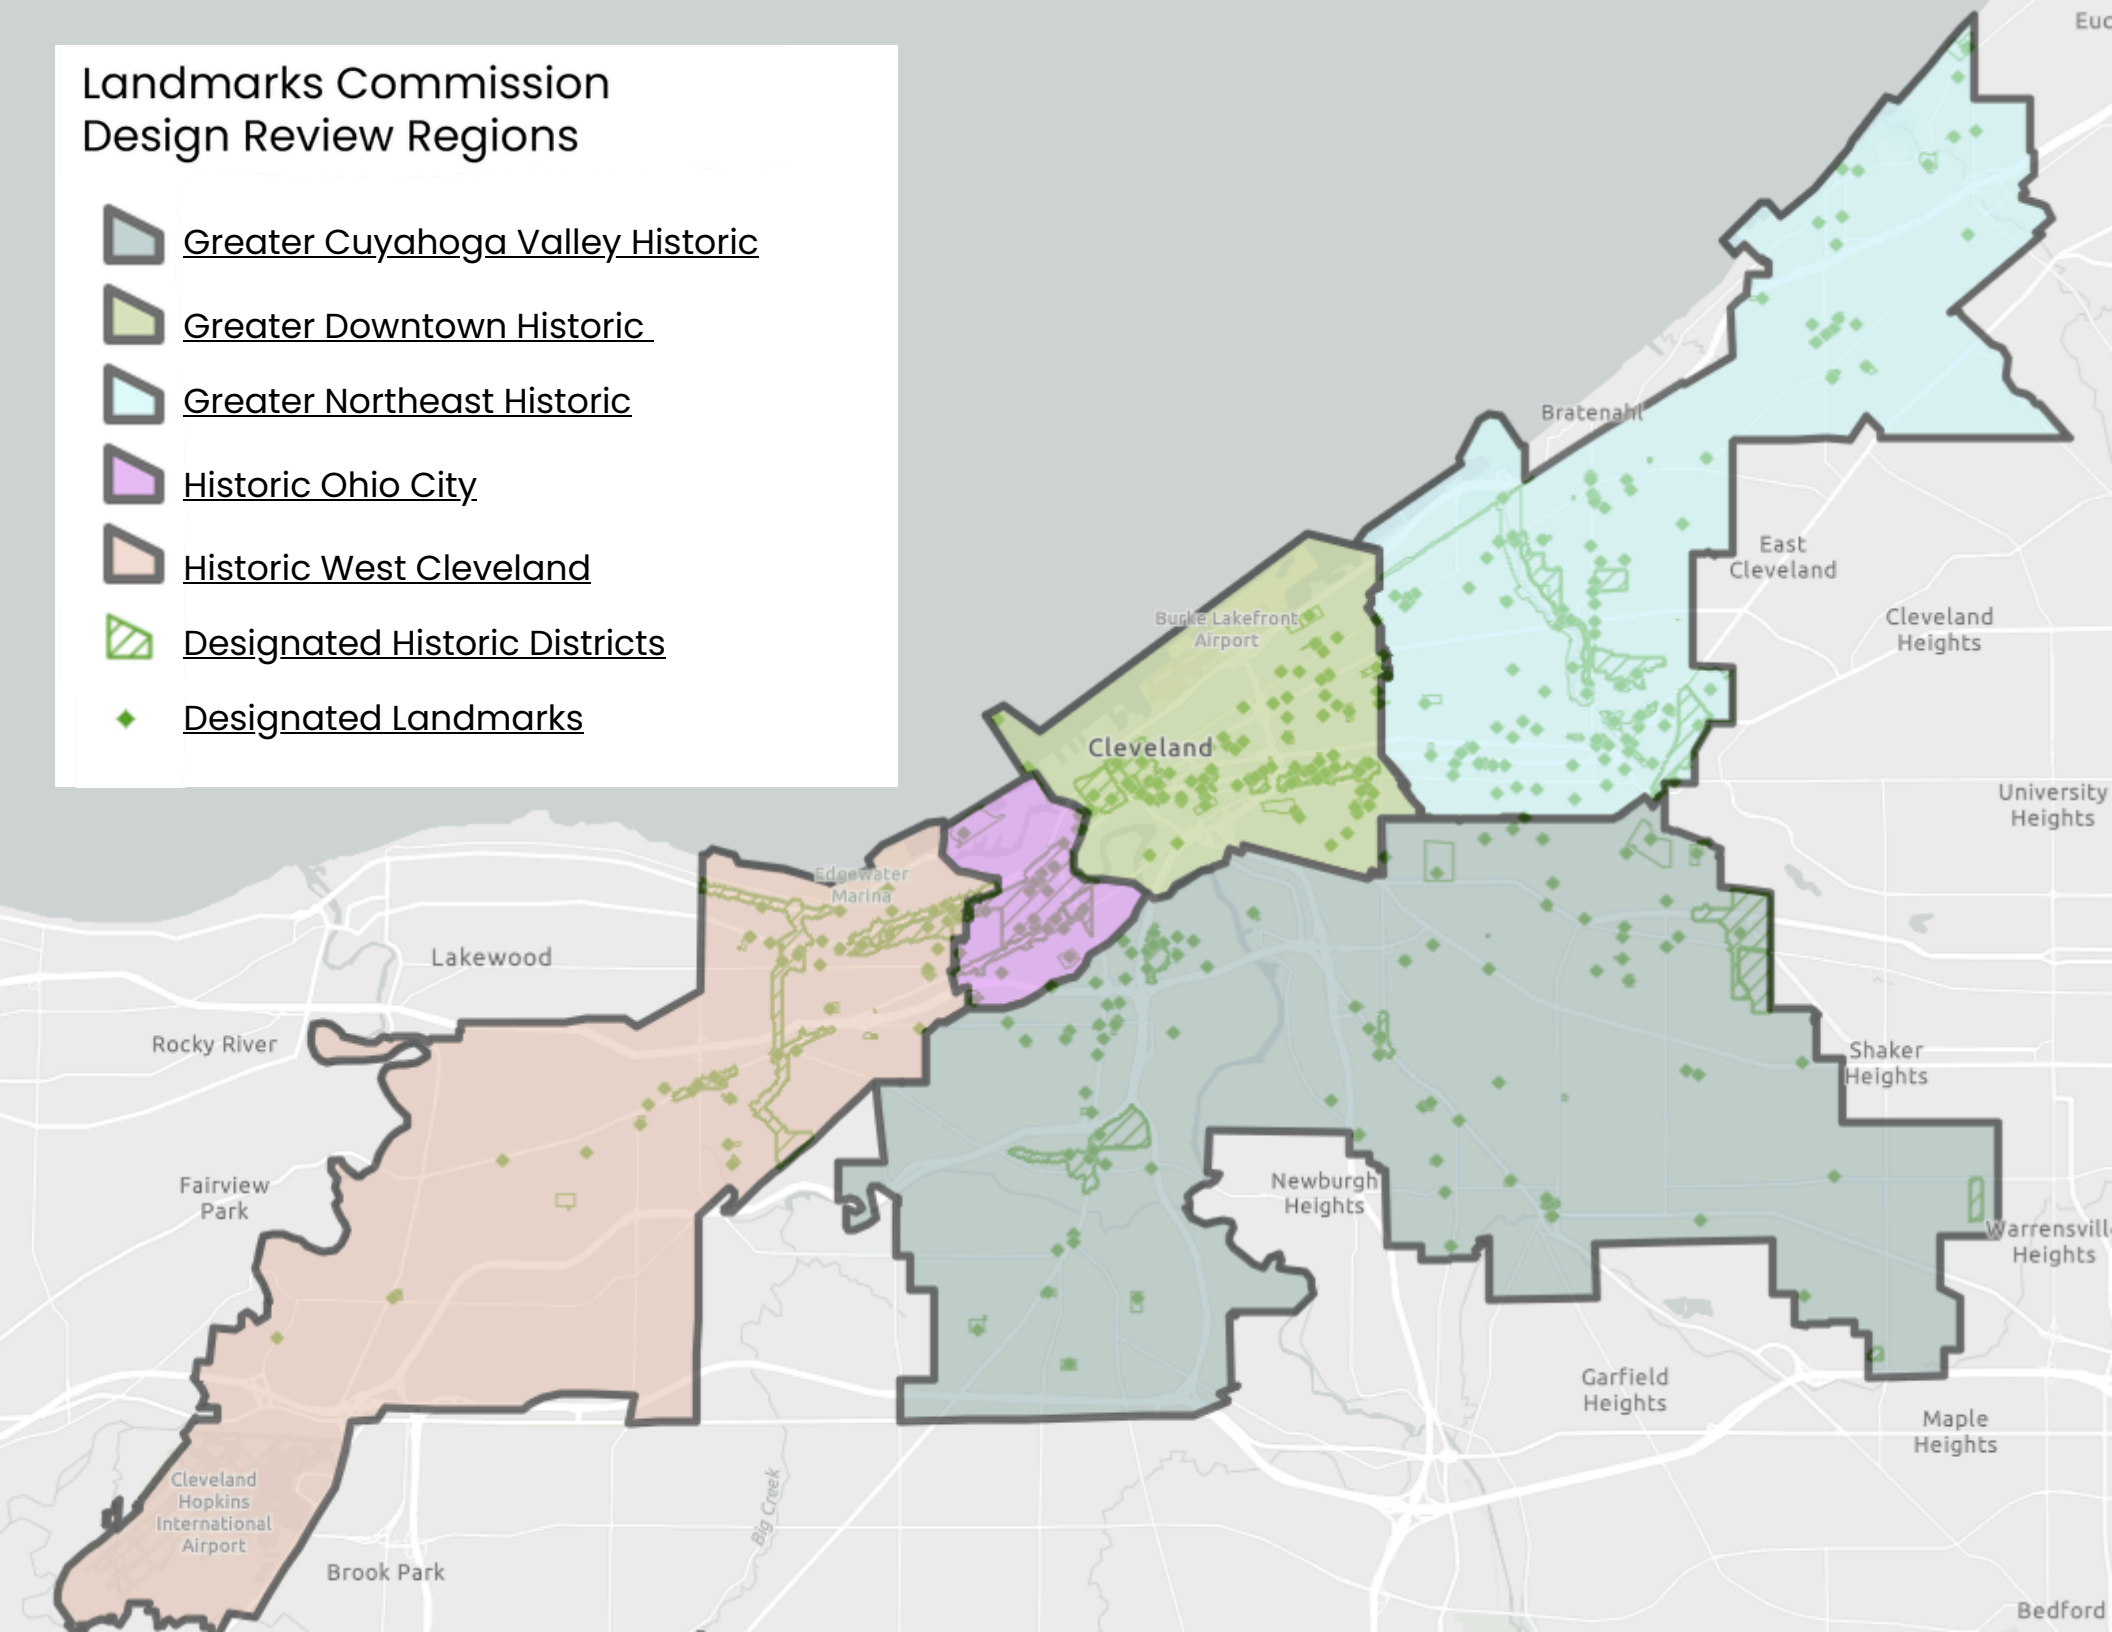 Landmarks Commission
Design Review Regions
Greater Cuyahoga Valley Historic
Greater Downtown Historic
Greater Northeast Historic
Historic Ohio City
Historic West Cleveland
Designated Historic Districts
Designated Landmarks
Euc
Bratenahl
East
Cleveland
Cleveland
Heights
Burke Lakefront
Airport
Cleveland
University
Heights
Edgewater
Marina
Lakewood
Rocky River
Shaker
Heights
Fairview
Park
Newburgh
Heights
Warrensvill
Heights
Garfield
Heights
Maple
Heights
Cleveland
Hopkins
International
Airport
Big Creek
Brook Park
Bedford